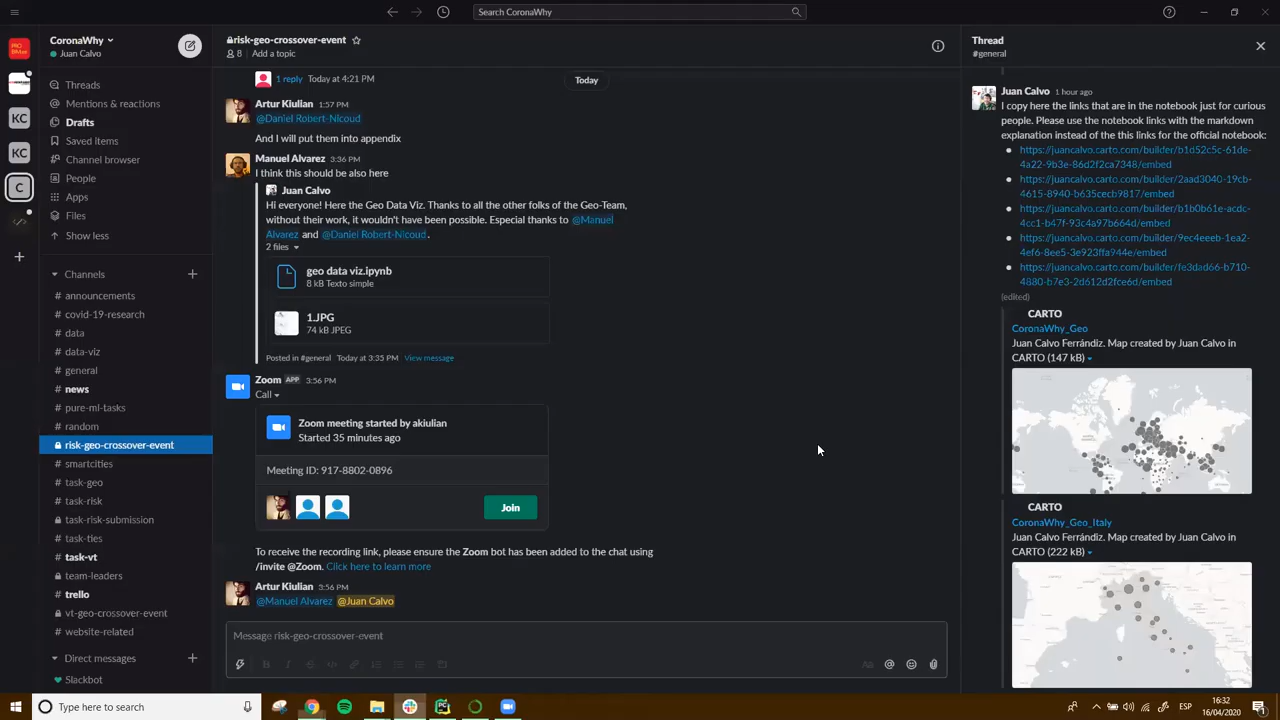 Search CoronaWhy
PRO
KC
KC
C
CoronaWhy
Juan Calvo
Threads
Mentions & reactions
Drafts
Saved items
Channel browser
People
Apps
Files
Show less
Channels
# announcements
# covid-19-research
# data
# data-viz
# general
# news
# pure-ml-tasks
# random
risk-geo-crossover-event
# smartcities
# task-geo
# task-risk
task-risk-submission
# task-ties
# task-vt
team-leaders
# trello
vt-geo-crossover-event
# website-related
Direct messages
Slackbot
risk-geo-crossover-event
8 Add a topic
Today
1 reply Today at 4:21 PM
Artur Kiulian 1:57 PM
@Daniel Robert-Nicoud
And I will put them into appendix
Manuel Alvarez 3:36 PM
I think this should be also here
Juan Calvo
Hi everyone! Here the Geo Data Viz. Thanks to all the other folks of the Geo-Team,
without their work, it wouldn't have been possible. Especial thanks to @Manuel
Alvarez and @Daniel Robert-Nicoud.
2 files
geo data viz.ipynb
8 kB Texto simple
1.JPG
74 kB JPEG
Posted in #general Today at 3:35 PM View message
Zoom APP 3:56 PM
Call
Zoom meeting started by akiulian
Started 35 minutes ago
Meeting ID: 917-8802-0896
Join
To receive the recording link, please ensure the Zoom bot has been added to the chat using
/invite @Zoom. Click here to learn more
Artur Kiulian 3:56 PM
@Manuel Alvarez @Juan Calvo
Message risk-geo-crossover-event
Thread
#general
Juan Calvo 1 hour ago
I copy here the links that are in the notebook just for curious
people. Please use the notebook links with the markdown
explanation instead of the this links for the official notebook:
https://juancalvo.carto.com/builder/b1d52c5c-61de-
4a22-9b3e-86d2f2ca7348/embed
https://juancalvo.carto.com/builder/2aad3040-19cb-
4615-8940-b635cecb9817/embed
https://juancalvo.carto.com/builder/b1b0b61e-acdc-
4cc1-b47f-93c4a97b664d/embed
https://juancalvo.carto.com/builder/9ec4eeeb-1ea2-
4ef6-8ee5-3e923ffa944e/embed
https://juancalvo.carto.com/builder/fe3dad66-b710-
4880-b7e3-2d612d2fce6d/embed
(edited)
CARTO
CoronaWhy_Geo
Juan Calvo Ferrándiz. Map created by Juan Calvo in
CARTO (147 kB)
CARTO
CoronaWhy_Geo_Italy
Juan Calvo Ferrándiz. Map created by Juan Calvo in
CARTO (222 kB)
Type here to search
ESP
16:32
16/04/2020